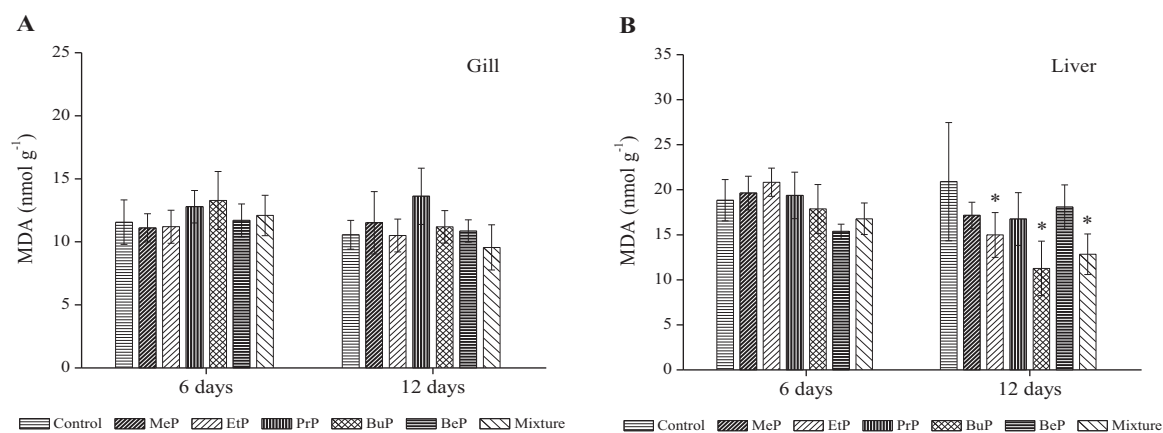 A
Gill
MDA (nmol g⁻¹)
25
20
15
10
5
0
6 days
12 days
Control MeP EtP PrP BuP BeP Mixture
B
Liver
MDA (nmol g⁻¹)
35
30
25
20
15
10
5
0
* * *
6 days
12 days
Control MeP EtP PrP BuP BeP Mixture